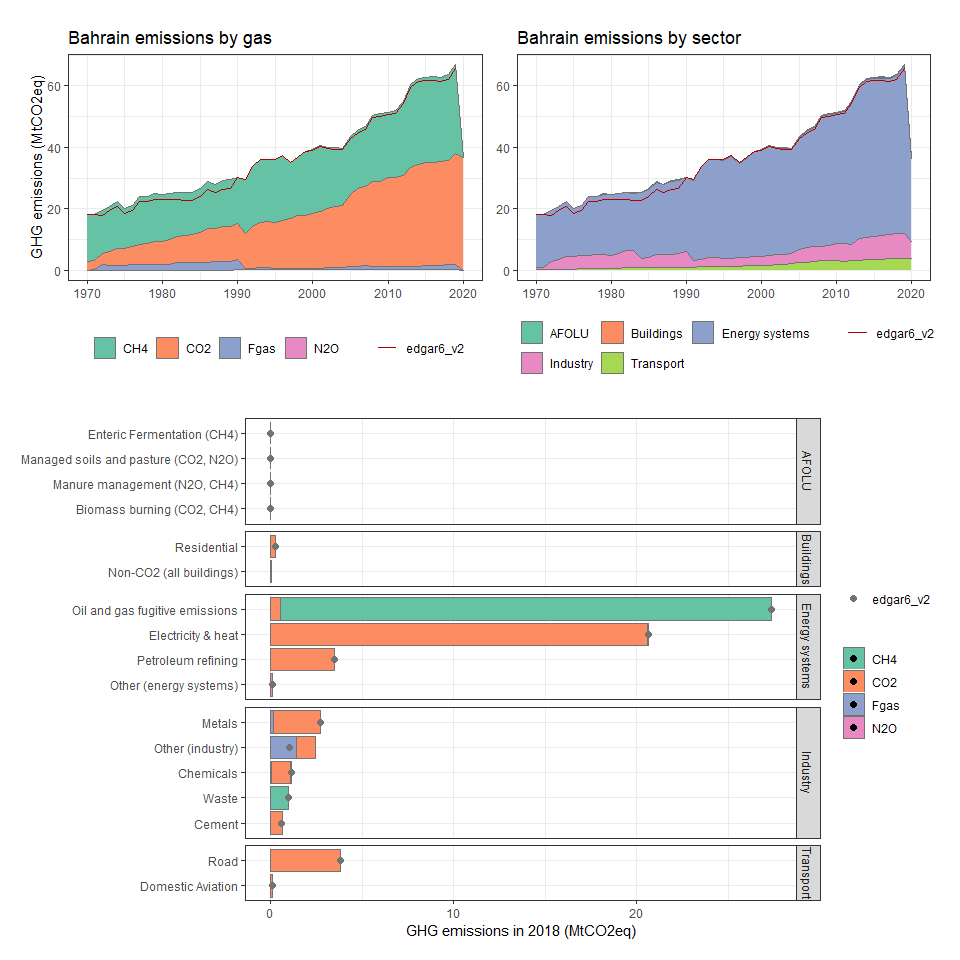 Bahrain emissions by gas
Bahrain emissions by sector
GHG emissions (MtCO2eq)
60
40
20
0
1970 1980 1990 2000 2010 2020
60
40
20
0
1970 1980 1990 2000 2010 2020
CH4 CO2 Fgas N2O edgar6_v2
AFOLU Buildings Energy systems edgar6_v2
Industry Transport
Enteric Fermentation (CH4)
Managed soils and pasture (CO2, N2O)
Manure management (N2O, CH4)
Biomass burning (CO2, CH4)
AFOLU
Residential
Non-CO2 (all buildings)
Buildings
Oil and gas fugitive emissions
Electricity & heat
Petroleum refining
Other (energy systems)
Energy systems
Metals
Other (industry)
Chemicals
Waste
Cement
Industry
Road
Domestic Aviation
Transport
0 10 20
GHG emissions in 2018 (MtCO2eq)
edgar6_v2
CH4
CO2
Fgas
N2O